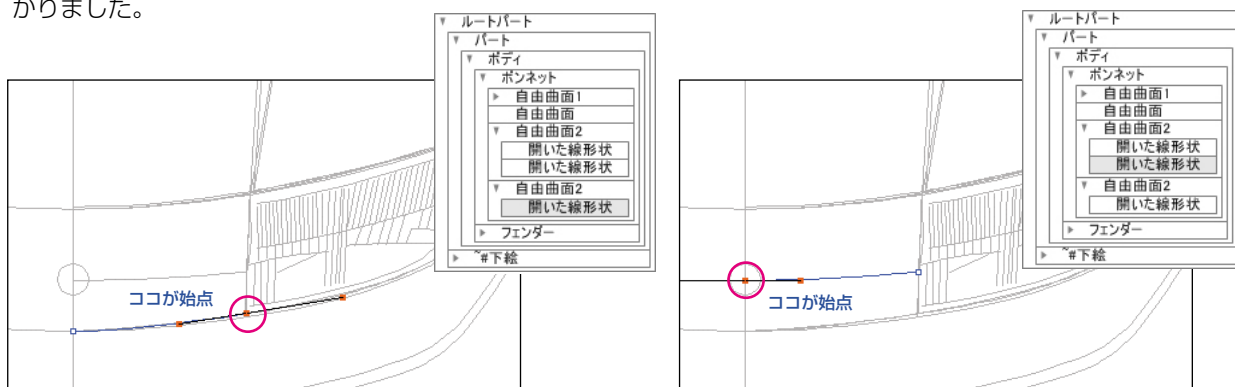 かりました。
▼ ルートパート
▼ パート
▼ ボディ
▼ ボンネット
▶ 自由曲面1
自由曲面
▼ 自由曲面2
開いた線形状
開いた線形状
▼ 自由曲面2
開いた線形状
▶ フェンダー
▶ ~#下絵
ココが始点
▼ ルートパート
▼ パート
▼ ボディ
▼ ボンネット
▶ 自由曲面1
自由曲面
▼ 自由曲面2
開いた線形状
開いた線形状
▼ 自由曲面2
開いた線形状
▶ フェンダー
▶ ~#下絵
ココが始点